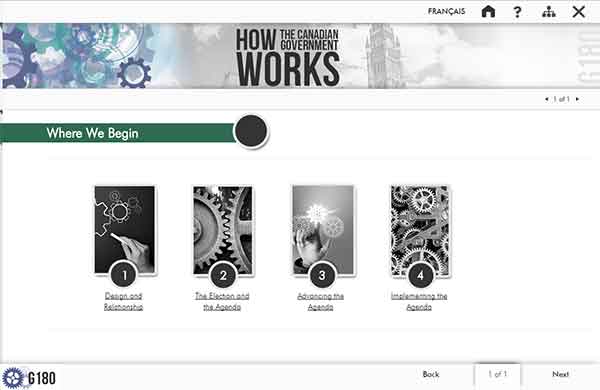 FRANÇAIS
?
HOW THE CANADIAN
GOVERNMENT
WORKS
G180
1 of 1
Where We Begin
1
2
3
4
Design and
Relationship
The Election and
the Agenda
Advancing the
Agenda
Implementing the
Agenda
G180
Back
1 of 1
Next